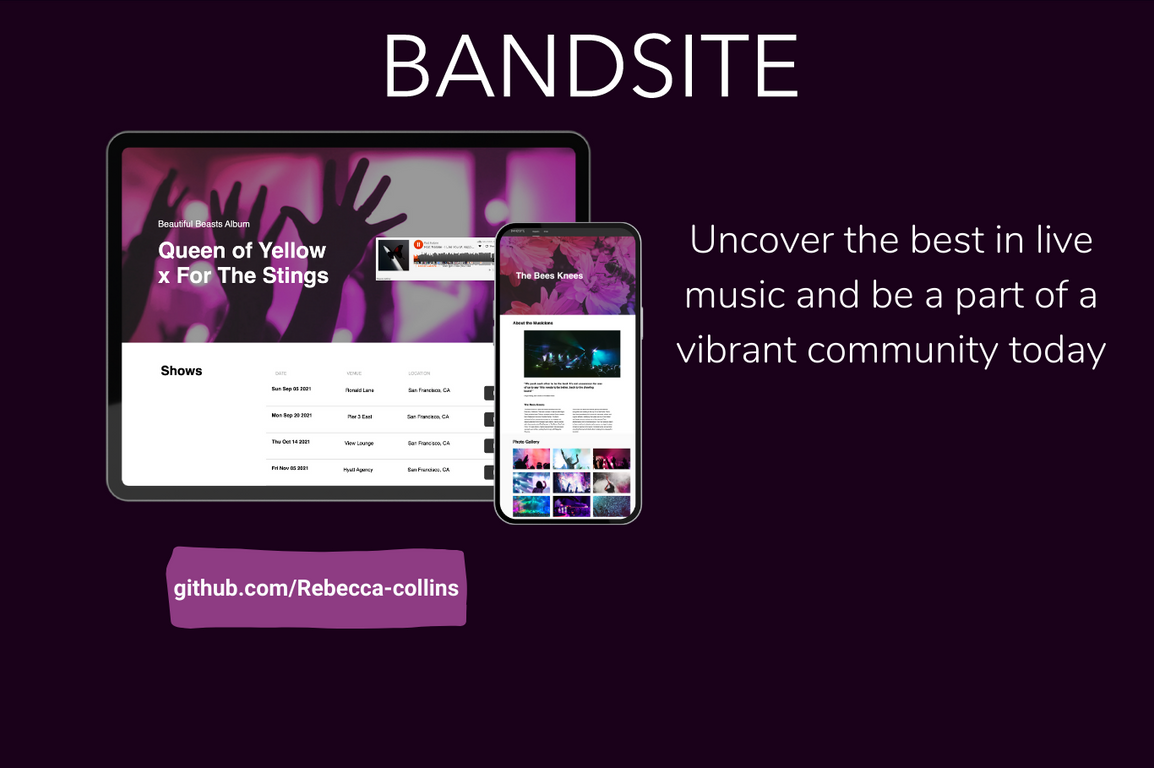 BANDSITE
Beautiful Beasts Album
Queen of Yellow
x For The Stings
Shows
DATE VENUE LOCATION
Sun Sep 05 2021 Ronald Lane San Francisco, CA
Mon Sep 20 2021 Pier 3 East San Francisco, CA
Thu Oct 14 2021 View Lounge San Francisco, CA
Fri Nov 05 2021 Hyatt Agency San Francisco, CA
The Bees Knees
About the Musicians
The Bees Knees
Photo Gallery
Uncover the best in live
music and be a part of a
vibrant community today
github.com/Rebecca-collins